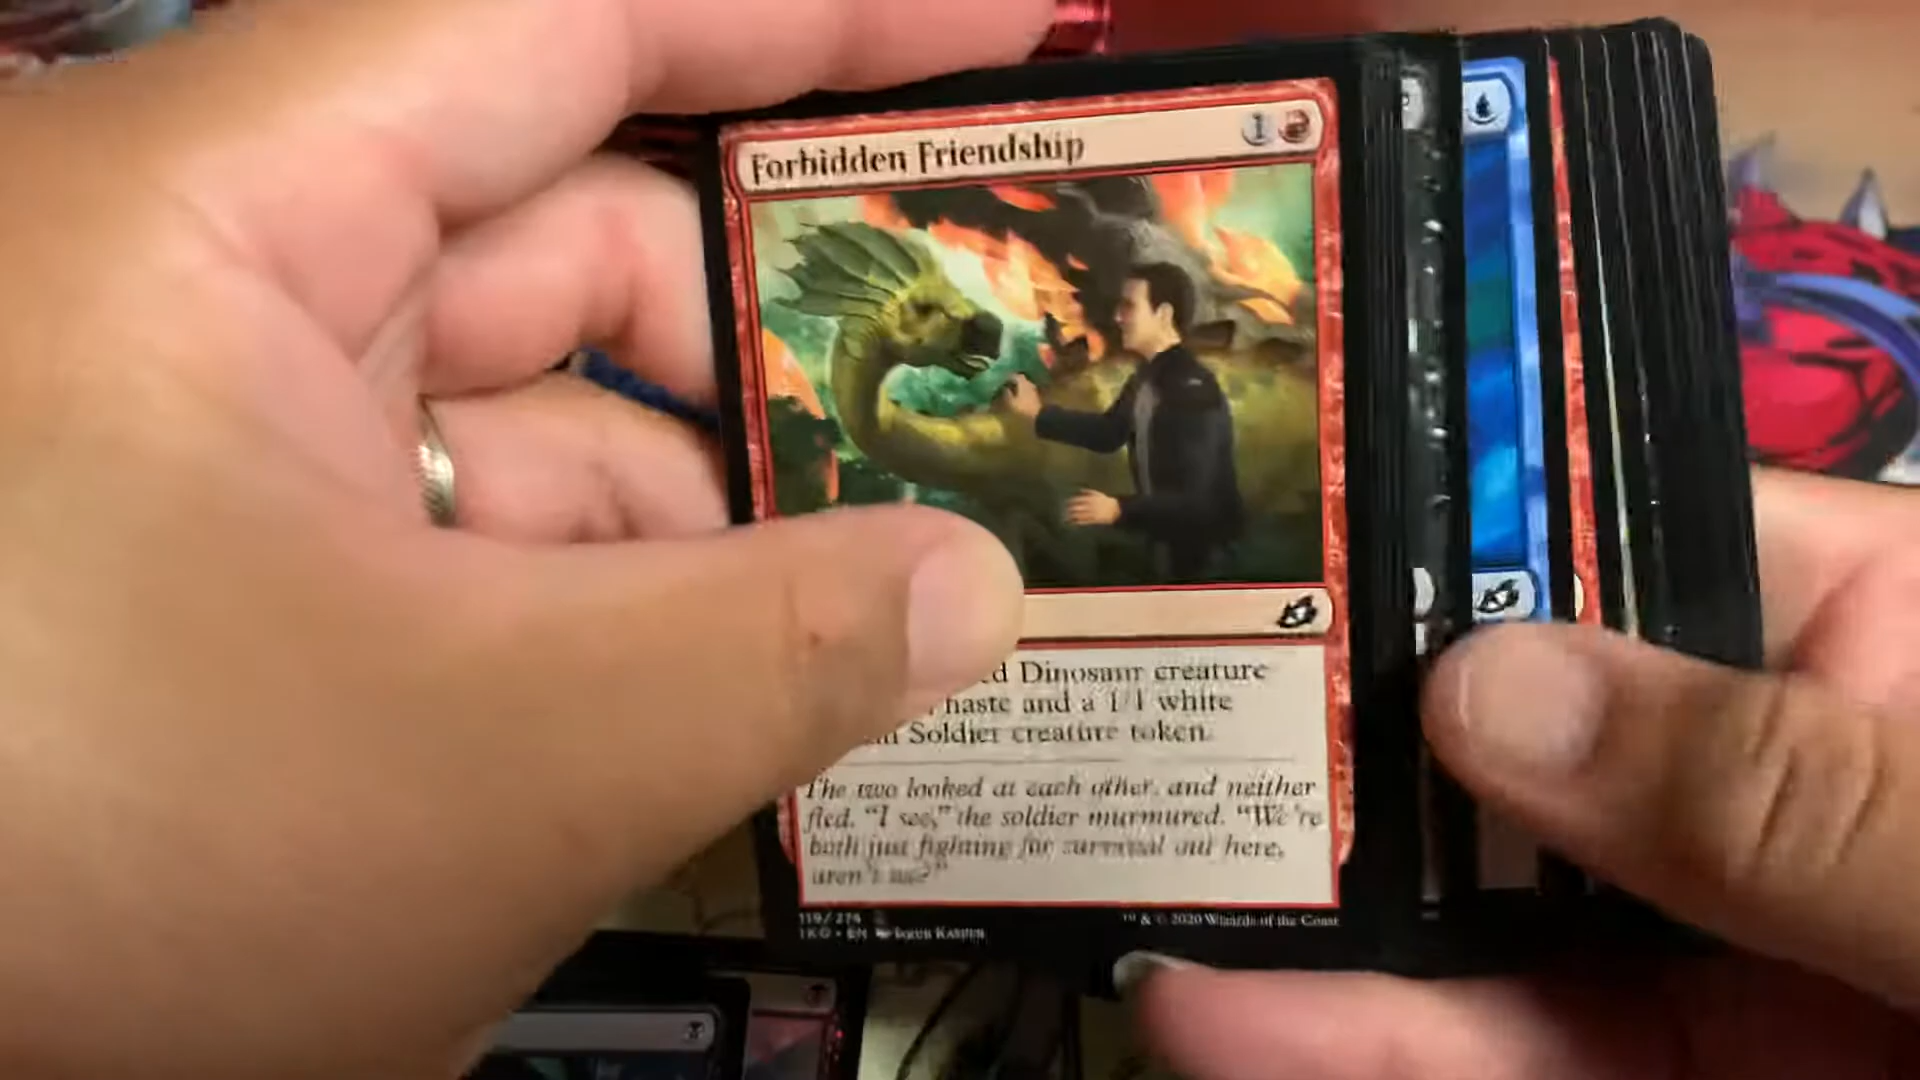 Forbidden Friendship 1
d Dinosaur creature
, haste and a 1/1 white
Soldier creature token.
The two looked at each other, and neither
fled. "I see," the soldier murmured. "We're
both just fighting for survival out here,
aren't we?"
119/274
IKO • EN
™ & © 2020 Wizards of the Coast